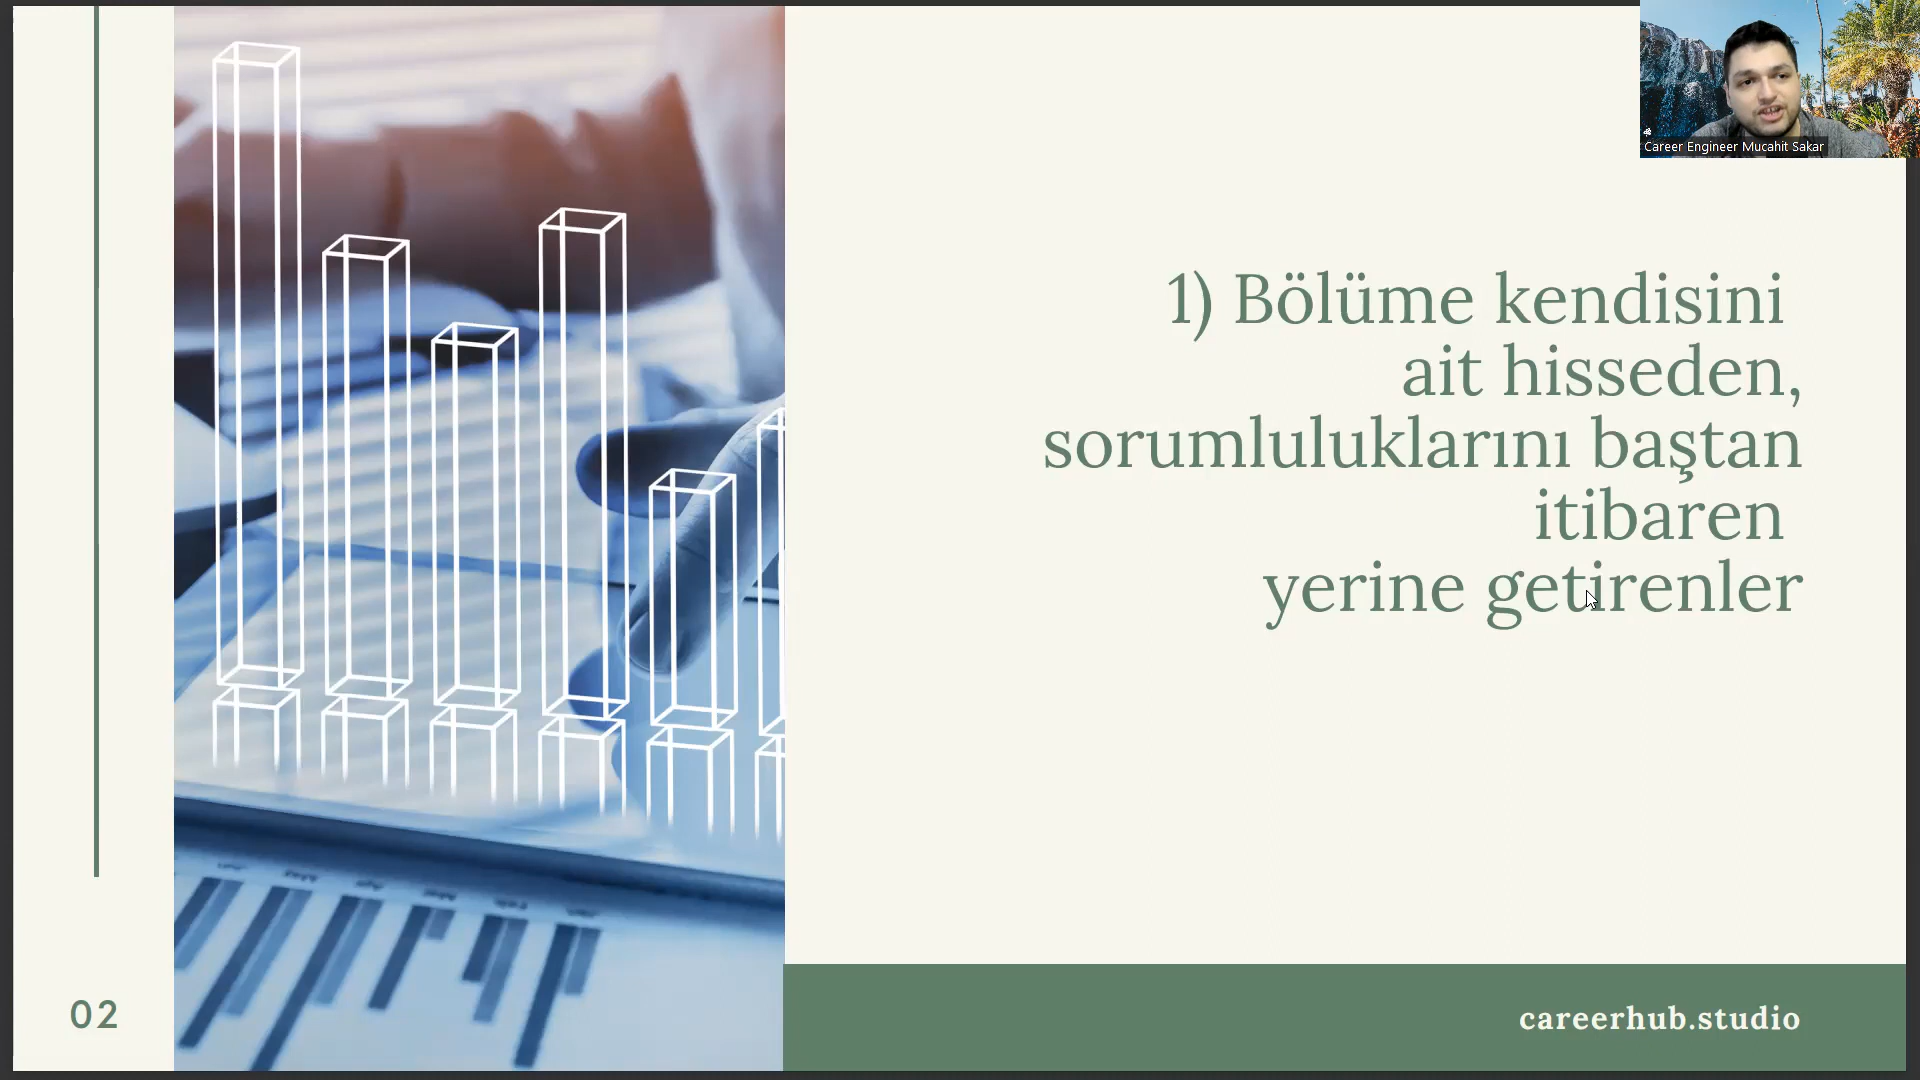 Career Engineer Mucahit Sakar
1) Bölüme kendisini
ait hisseden,
sorumluluklarını baştan
itibaren
yerine getirenler
02
careerhub.studio